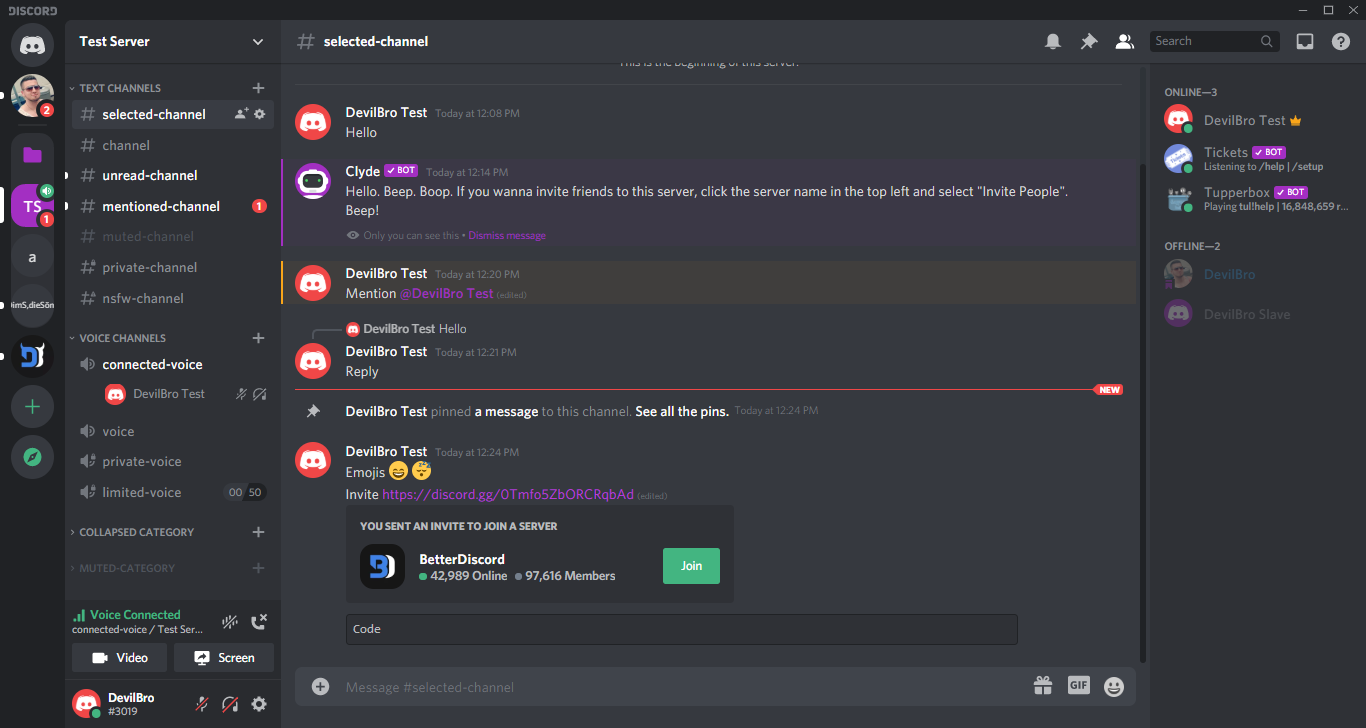 DISCORD
2
TS
1
a
DimS,dieSön
Test Server
TEXT CHANNELS
selected-channel
channel
unread-channel
mentioned-channel
1
muted-channel
private-channel
nsfw-channel
VOICE CHANNELS
connected-voice
DevilBro Test
voice
private-voice
limited-voice
00 50
COLLAPSED CATEGORY
MUTED-CATEGORY
Voice Connected
connected-voice / Test Ser...
Video
Screen
DevilBro
#3019
# selected-channel
Search
This is the beginning of this server.
DevilBro Test Today at 12:08 PM
Hello
Clyde BOT Today at 12:14 PM
Hello. Beep. Boop. If you wanna invite friends to this server, click the server name in the top left and select "Invite People".
Beep!
Only you can see this • Dismiss message
DevilBro Test Today at 12:20 PM
Mention @DevilBro Test (edited)
DevilBro Test Hello
DevilBro Test Today at 12:21 PM
Reply
NEW
DevilBro Test pinned a message to this channel. See all the pins. Today at 12:24 PM
DevilBro Test Today at 12:24 PM
Emojis 😄 😴
Invite https://discord.gg/0Tmfo5ZbORCRqbAd (edited)
YOU SENT AN INVITE TO JOIN A SERVER
BetterDiscord
42,989 Online 97,616 Members
Join
Code
Message #selected-channel
GIF
ONLINE—3
DevilBro Test
Tickets BOT
Listening to /help | /setup
Tupperbox BOT
Playing tul!help | 16,848,659 r...
OFFLINE—2
DevilBro
DevilBro Slave